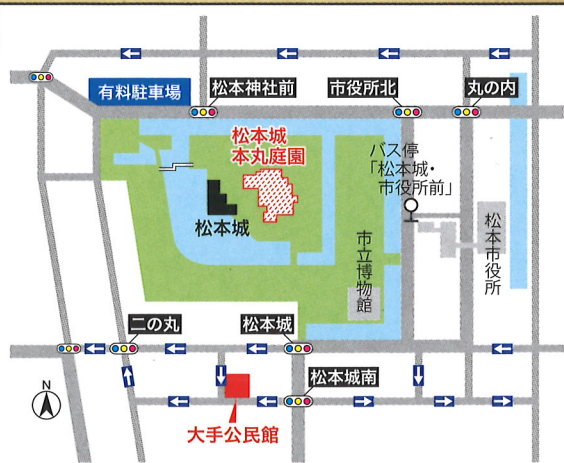 有料駐車場
松本神社前
市役所北
丸の内
松本城
本丸庭園
バス停
「松本城・
市役所前」
松本城
市立博物館
松本市役所
二の丸
松本城
松本城南
大手公民館
N